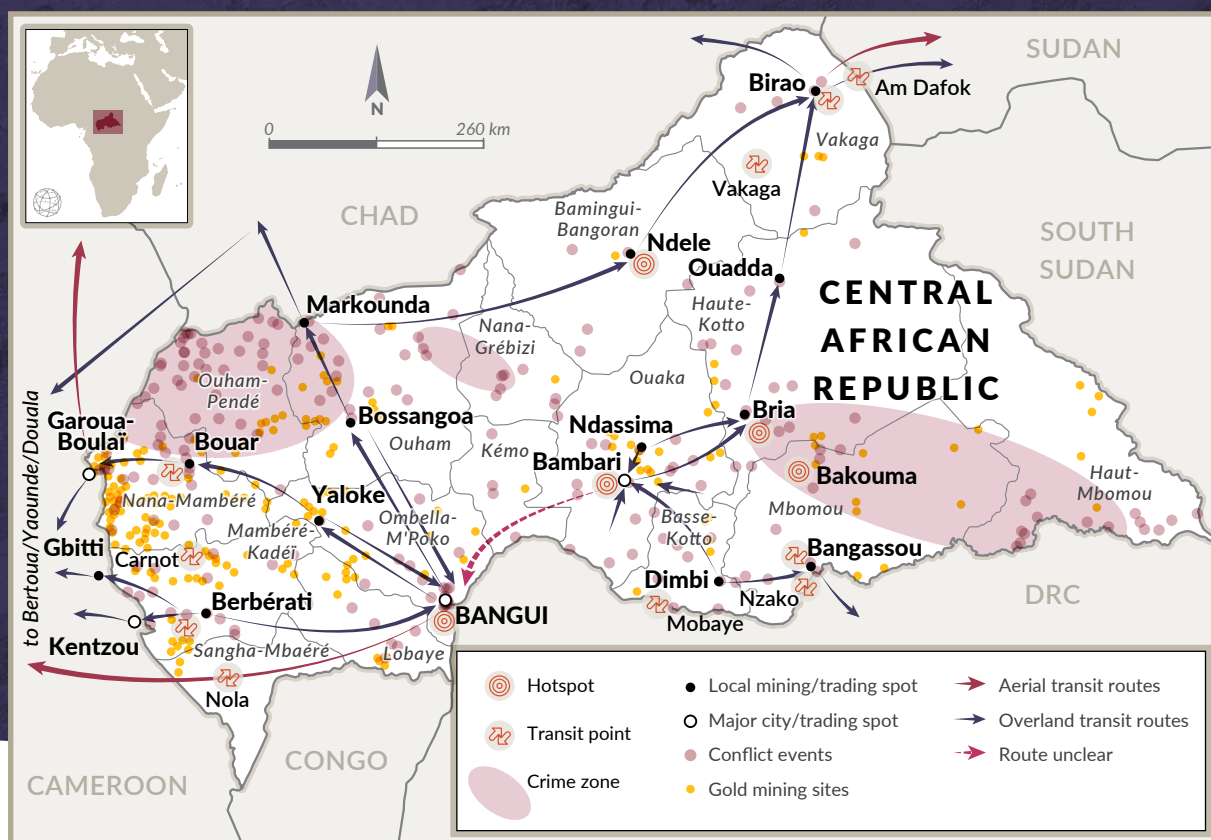 SUDAN
Birao
Am Dafok
N
0
260 km
Vakaga
Vakaga
CHAD
Bamingui-
Bangoran
Ndele
SOUTH
SUDAN
Ouadda
CENTRAL
AFRICAN
REPUBLIC
Markounda
Haute-
Kotto
Nana-
Grébizi
Ouham-
Pendé
Ouaka
to Bertoua/Yaounde/Douala
Garoua-
Boulaï
Bouar
Bossangoa
Ouham
Kémo
Ndassima
Bria
Bambari
Bakouma
Haut-
Mbomou
Mbomou
Nana-Mambéré
Yaloke
Mambéré-
Kadéï
Ombella-
M'Poko
Basse-
Kotto
Gbitti
Carnot
Bangassou
Dimbi
Nzako
DRC
Berbérati
BANGUI
Mobaye
Kentzou
Sangha-Mbaéré
Lobaye
Nola
CONGO
CAMEROON
Hotspot
Transit point
Crime zone
Local mining/trading spot
Major city/trading spot
Conflict events
Gold mining sites
Aerial transit routes
Overland transit routes
Route unclear